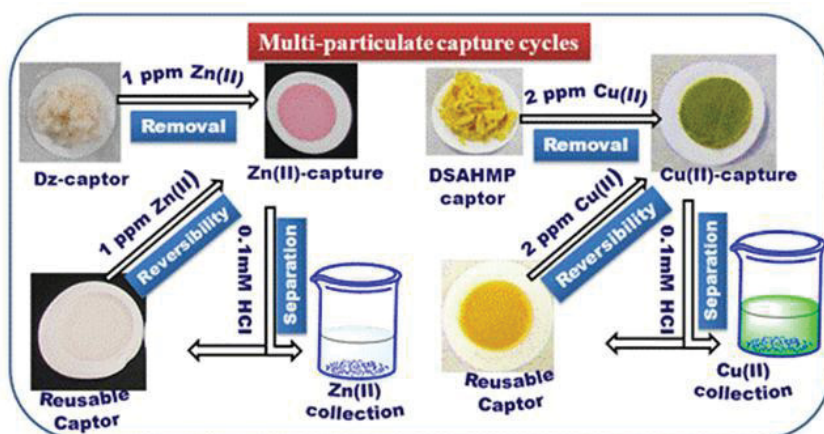 Multi-particulate capture cycles
1 ppm Zn(II)
Removal
Dz-captor
Zn(II)-capture
1 ppm Zn(II)
Reversibility
0.1mM HCl
Separation
Reusable
Captor
Zn(II)
collection
2 ppm Cu(II)
Removal
DSAHMP
captor
Cu(II)-capture
2 ppm Cu(II)
Reversibility
0.1mM HCl
Separation
Reusable
Captor
Cu(II)
collection